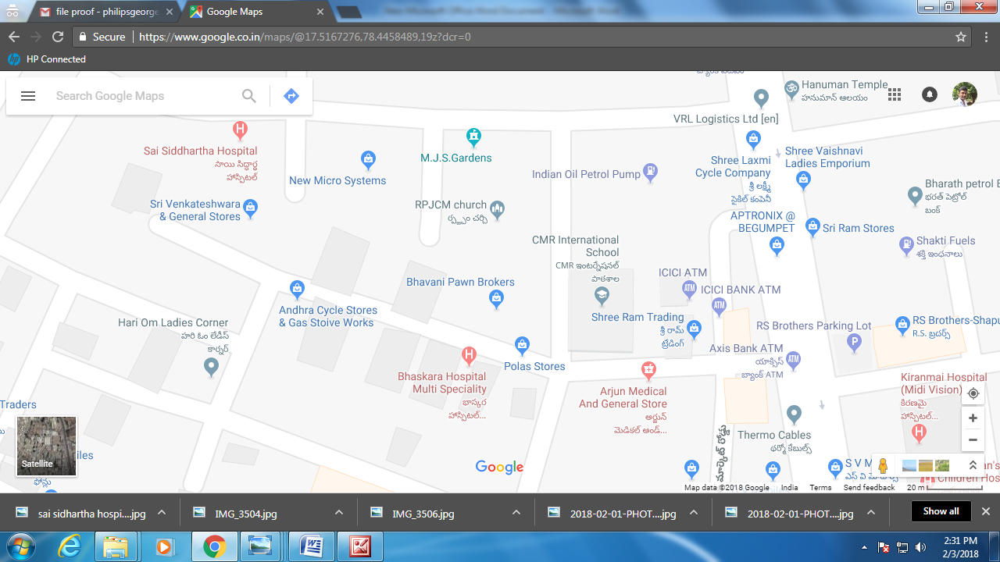 file proof - philipsgeorge
Google Maps
Secure
https://www.google.co.in/maps/@17.5167276,78.4458489,19z?dcr=0
HP Connected
Search Google Maps
Hanuman Temple
హనుమాన్ ఆలయం
VRL Logistics Ltd [en]
Sai Siddhartha Hospital
సాయి సిద్ధార్థ
హాస్పిటల్
M.J.S.Gardens
New Micro Systems
Indian Oil Petrol Pump
Shree Laxmi
Cycle Company
శ్రీ లక్ష్మీ
సైకిల్ కంపెనీ
Shree Vaishnavi
Ladies Emporium
Bharath petrol B
భరత్ పెట్రోల్
బంక్
Sri Venkateshwara
& General Stores
RPJCM church
చర్చి
APTRONIX @
BEGUMPET
Sri Ram Stores
CMR International
School
CMR ఇంటర్నేషనల్
పాఠశాల
Shakti Fuels
శక్తి ఇంధనాలు
Bhavani Pawn Brokers
ICICI ATM
ATM
ICICI BANK ATM
ATM
Andhra Cycle Stores
& Gas Stoive Works
Shree Ram Trading
శ్రీ రామ్
ట్రేడింగ్
Hari Om Ladies Corner
హరి ఓం లేడీస్
కార్నర్
RS Brothers Parking Lot
P
RS Brothers-Shapu
R.S. బ్రదర్స్
Polas Stores
Axis Bank ATM
యాక్సిస్
బ్యాంక్ ATM
ATM
Bhaskara Hospital
Multi Speciality
భాస్కర
హాస్పిటల్...
Arjun Medical
And General Store
అర్జున్
మెడికల్ అండ్...
Kiranmai Hospital
(Midi Vision)
కిరణ్మై
హాస్పిటల్...
Traders
Thermo Cables
థర్మో కేబుల్స్
మార్కెట్ రోడ్డు
iles
ఫోన్లు
S V M
n's
Children Hos
Satellite
Google
Map data ©2018 Google India Terms Send feedback 20 m
sai sidhartha hospi....jpg
IMG_3504.jpg
IMG_3506.jpg
2018-02-01-PHOT....jpg
2018-02-01-PHOT....jpg
Show all
2:31 PM
2/3/2018